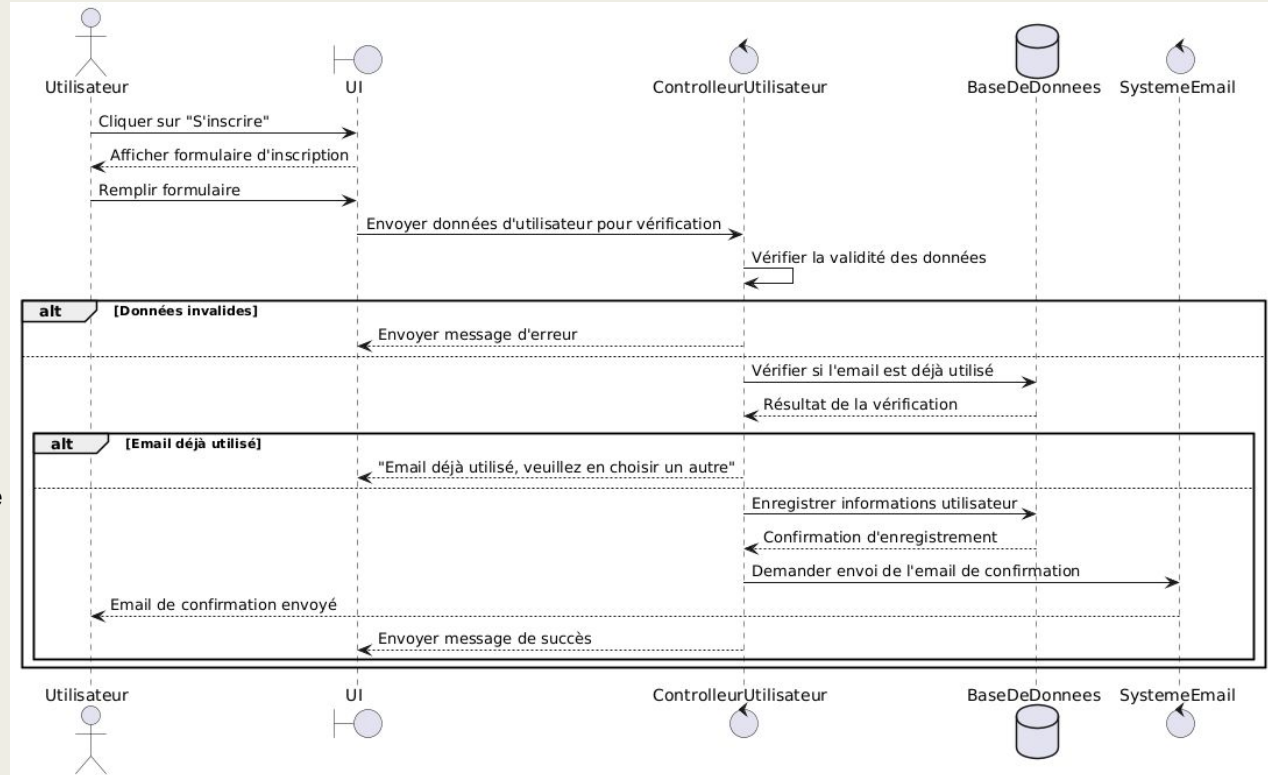 Utilisateur
UI
ControlleurUtilisateur
BaseDeDonnees
SystemeEmail
Cliquer sur "S'inscrire"
Afficher formulaire d'inscription
Remplir formulaire
Envoyer données d'utilisateur pour vérification
Vérifier la validité des données
alt [Données invalides]
Envoyer message d'erreur
Vérifier si l'email est déjà utilisé
Résultat de la vérification
alt [Email déjà utilisé]
"Email déjà utilisé, veuillez en choisir un autre"
e
Enregistrer informations utilisateur
Confirmation d'enregistrement
Demander envoi de l'email de confirmation
Email de confirmation envoyé
Envoyer message de succès
Utilisateur
UI
ControlleurUtilisateur
BaseDeDonnees
SystemeEmail